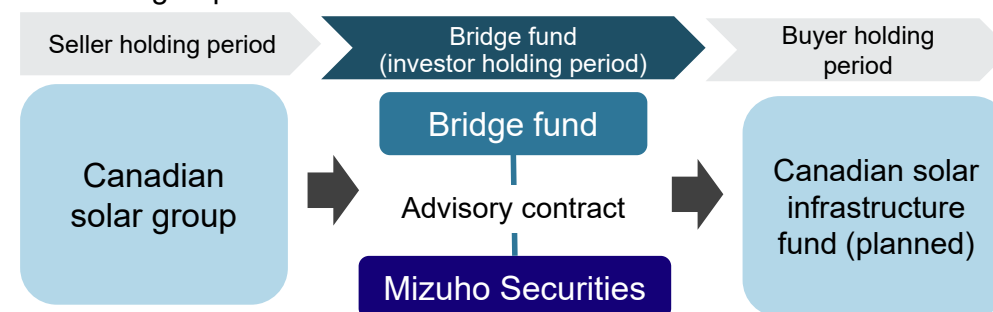 Seller holding period
Bridge fund
(investor holding period)
Buyer holding
period
Canadian
solar group
Bridge fund
Advisory contract
Mizuho Securities
Canadian solar
infrastructure
fund (planned)